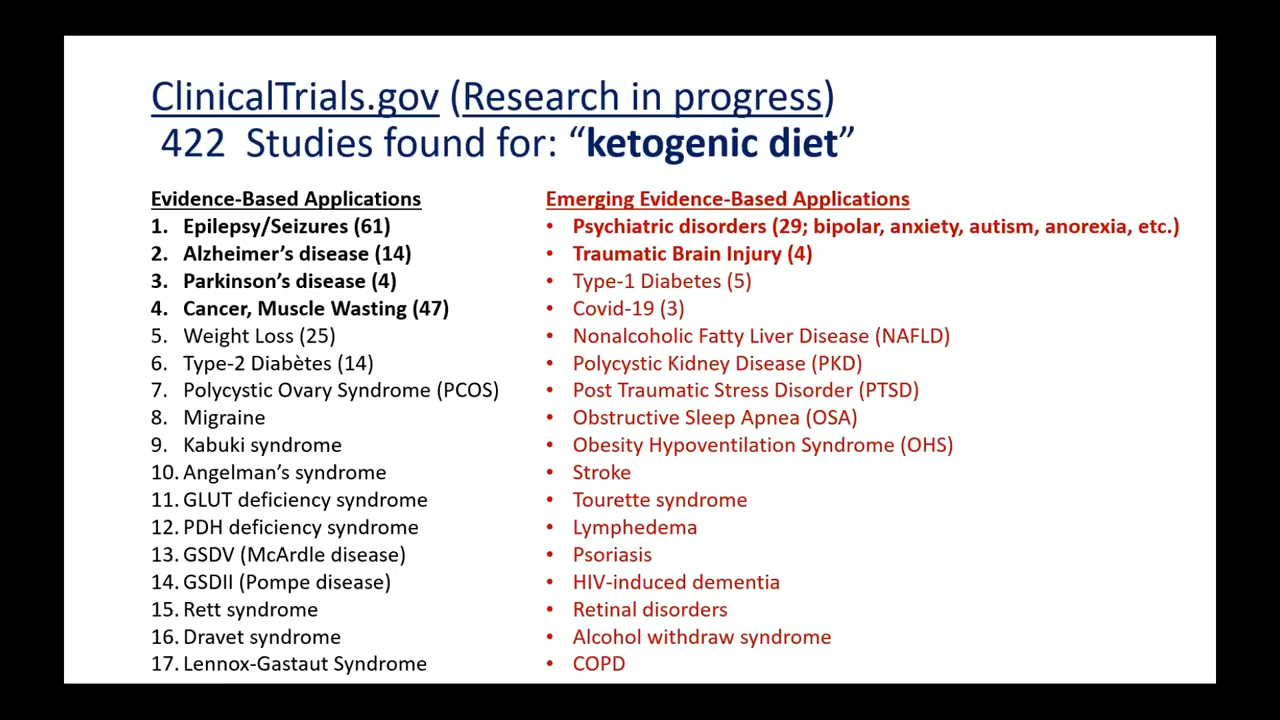 ClinicalTrials.gov (Research in progress)
422 Studies found for: “ketogenic diet”
Evidence-Based Applications
1. Epilepsy/Seizures (61)
2. Alzheimer’s disease (14)
3. Parkinson’s disease (4)
4. Cancer, Muscle Wasting (47)
5. Weight Loss (25)
6. Type-2 Diabètes (14)
7. Polycystic Ovary Syndrome (PCOS)
8. Migraine
9. Kabuki syndrome
10. Angelman’s syndrome
11. GLUT deficiency syndrome
12. PDH deficiency syndrome
13. GSDV (McArdle disease)
14. GSDII (Pompe disease)
15. Rett syndrome
16. Dravet syndrome
17. Lennox-Gastaut Syndrome
Emerging Evidence-Based Applications
• Psychiatric disorders (29; bipolar, anxiety, autism, anorexia, etc.)
• Traumatic Brain Injury (4)
• Type-1 Diabetes (5)
• Covid-19 (3)
• Nonalcoholic Fatty Liver Disease (NAFLD)
• Polycystic Kidney Disease (PKD)
• Post Traumatic Stress Disorder (PTSD)
• Obstructive Sleep Apnea (OSA)
• Obesity Hypoventilation Syndrome (OHS)
• Stroke
• Tourette syndrome
• Lymphedema
• Psoriasis
• HIV-induced dementia
• Retinal disorders
• Alcohol withdraw syndrome
• COPD